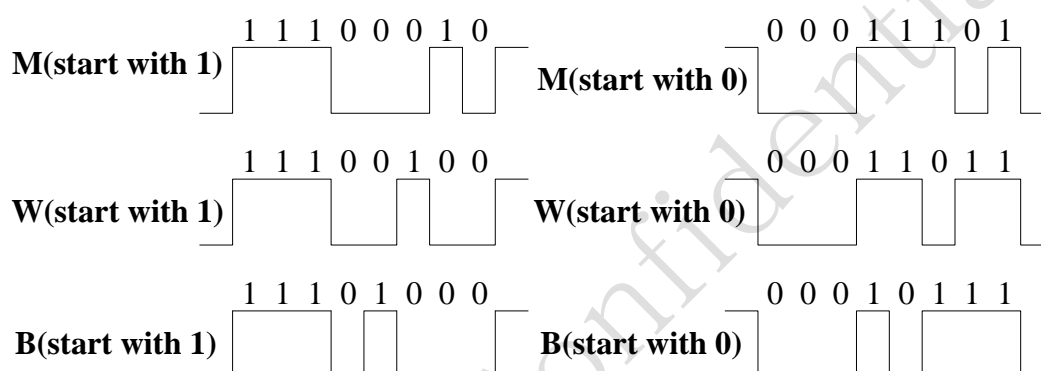 1 1 1 0 0 0 1 0
M(start with 1)
0 0 0 1 1 1 0 1
M(start with 0)
1 1 1 0 0 1 0 0
W(start with 1)
0 0 0 1 1 0 1 1
W(start with 0)
1 1 1 0 1 0 0 0
B(start with 1)
0 0 0 1 0 1 1 1
B(start with 0)
onfidentia